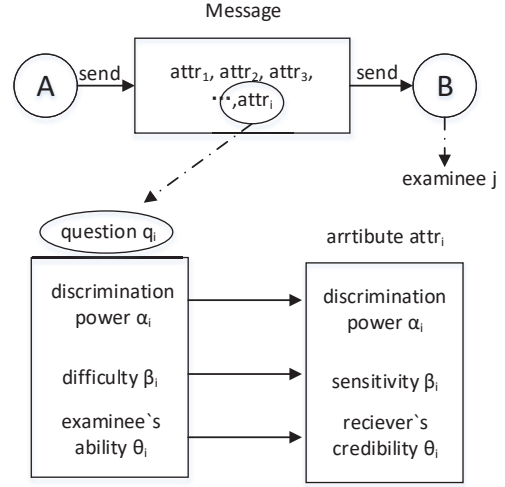 Message
A
send
attr₁, attr₂, attr₃,
···,attrᵢ
send
B
examinee j
question qᵢ
arrtibute attrᵢ
discrimination
power αᵢ
discrimination
power αᵢ
difficulty βᵢ
sensitivity βᵢ
examinee`s
ability θᵢ
reciever`s
credibility θᵢ